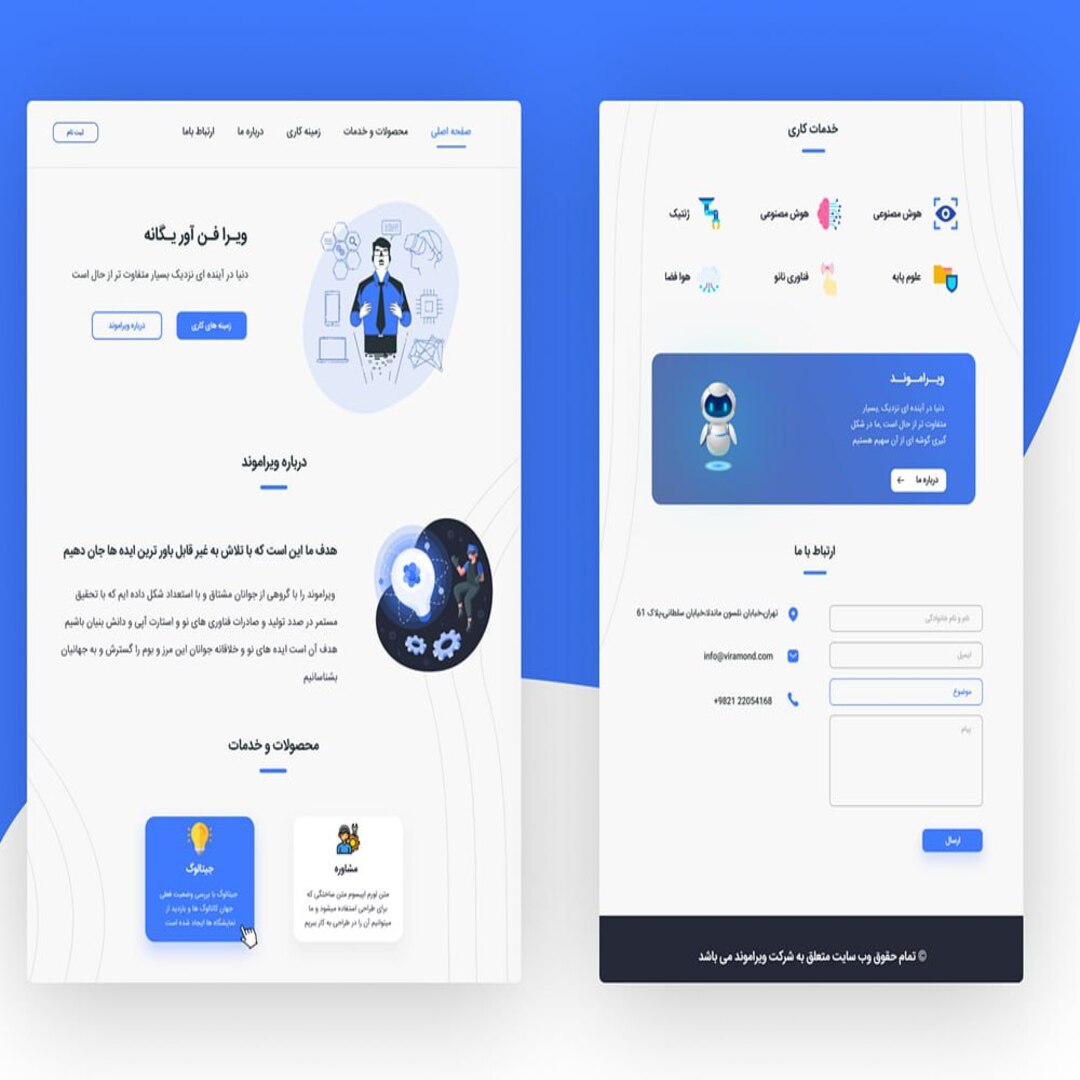 صفحه اصلی
محصولات و خدمات
زمینه کاری
درباره ما
ارتباط باما
ثبت نام
ویـرا فـن آور یـگانه
دنیا در آینده ای نزدیک بسیار متفاوت تر از حال است
زمینه های کاری
درباره ویراموند
درباره ویراموند
هدف ما این است که با تلاش به غیر قابل باور ترین ایده ها جان دهیم
ویراموند را با گروهی از جوانان مشتاق و با استعداد شکل داده ایم که با تحقیق
مستمر در صدد تولید و صادرات فناوری های نو و استارت آپی و دانش بنیان باشیم
هدف آن است ایده های نو و خلاقانه جوانان این مرز و بوم را گسترش و به جهانیان
بشناسانیم
محصولات و خدمات
مشاوره
متن لورم ایپسوم متن ساختگی که
برای طراحی استفاده میشود و ما
میتوانیم آن را در طراحی به کار ببریم
جیتالوگ
جیتالوگ با بررسی وضعیت فعلی
جهان کاتالوگ ها و بازدید از
نمایشگاه ها ایجاد شده است
خدمات کاری
هوش مصنوعی
هوش مصنوعی
ژنتیک
علوم پایه
فناوری نانو
هوا فضا
ویــرامــونــد
دنیا در آینده ای نزدیک ,بسیار
متفاوت تر از حال است ,ما در شکل
گیری گوشه ای از آن سهیم هستیم
درباره ما
ارتباط با ما
نام و نام خانوادگی
ایمیل
موضوع
پیام
ارسال
تهران،خیابان نلسون ماندلا،خیابان سلطانی،پلاک 61
info@viramond.com
+9821 22054168
© تمام حقوق وب سایت متعلق به شرکت ویراموند می باشد